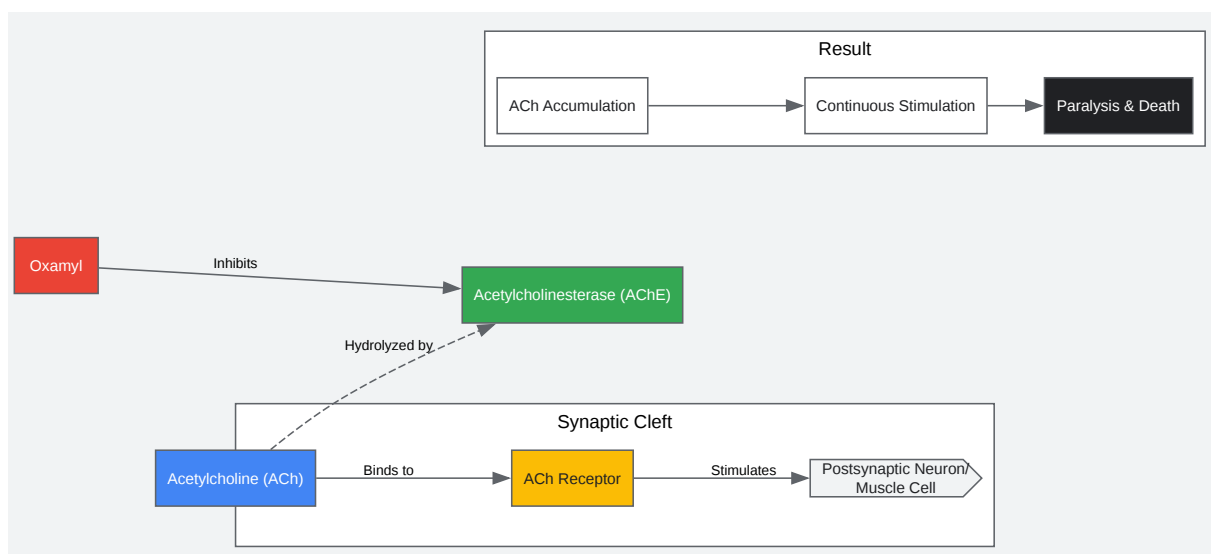 Result
ACh Accumulation
Continuous Stimulation
Paralysis & Death
Oxamyl
Inhibits
Acetylcholinesterase (AChE)
Hydrolyzed by
Synaptic Cleft
Acetylcholine (ACh)
Binds to
ACh Receptor
Stimulates
Postsynaptic Neuron/
Muscle Cell